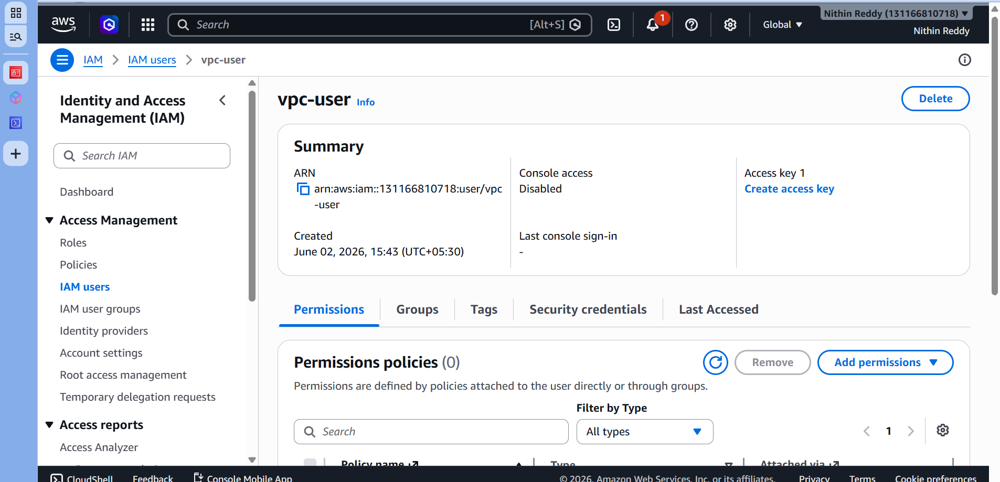 aws
Search
[Alt+S]
1
Global
Nithin Reddy (131166810718)
Nithin Reddy
IAM
IAM users
vpc-user
Identity and Access
Management (IAM)
Search IAM
Dashboard
Access Management
Roles
Policies
IAM users
IAM user groups
Identity providers
Account settings
Root access management
Temporary delegation requests
Access reports
Access Analyzer
vpc-user Info
Delete
Summary
ARN
arn:aws:iam::131166810718:user/vpc
-user
Console access
Disabled
Access key 1
Create access key
Created
June 02, 2026, 15:43 (UTC+05:30)
Last console sign-in
-
Permissions
Groups
Tags
Security credentials
Last Accessed
Permissions policies (0)
Remove
Add permissions
Permissions are defined by policies attached to the user directly or through groups.
Filter by Type
Search
All types
1
Policy name
Type
Attached via
CloudShell
Feedback
Console Mobile App
© 2026, Amazon Web Services, Inc. or its affiliates.
Privacy
Terms
Cookie preferences